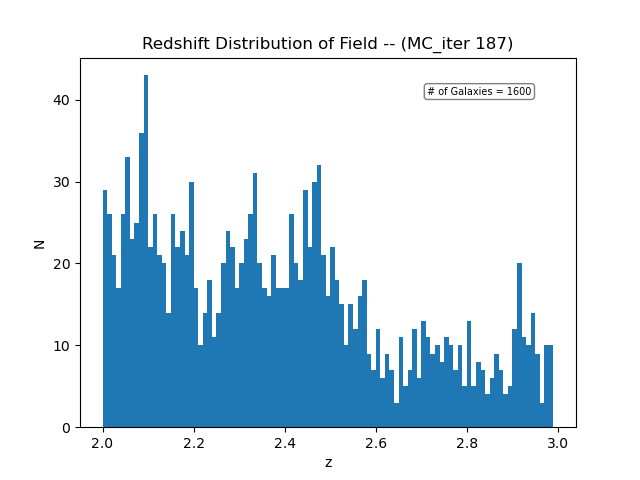 Redshift Distribution of Field -- (MC_iter 187)
# of Galaxies = 1600
40
30
20
10
0
N
2.0 2.2 2.4 2.6 2.8 3.0
z